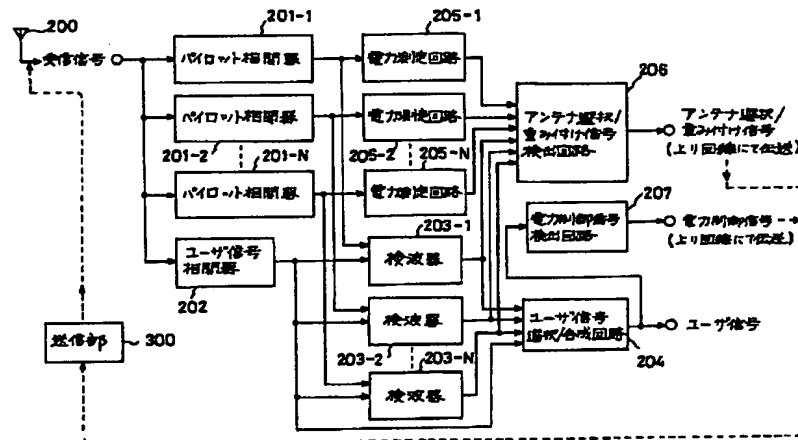 200
受信信号
201-1
パイロット相関器
パイロット相関器
201-2
201-N
パイロット相関器
ユーザ信号
相関器
202
205-1
電力測定回路
電力測定回路
205-2
205-N
電力測定回路
203-1
検波器
検波器
203-2
203-N
検波器
206
アンテナ選択/
重み付け信号
検出回路
アンテナ選択/
重み付け信号
(上り回線にて伝送)
207
電力制御信号
検出回路
電力制御信号
(上り回線にて伝送)
ユーザ信号
選択/合成回路
204
ユーザ信号
送信部
300